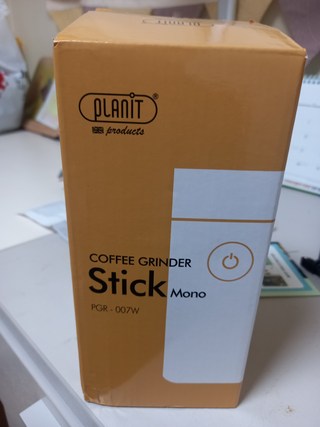 PLANiT®
products
COFFEE GRINDER
Stick Mono
PGR - 007W